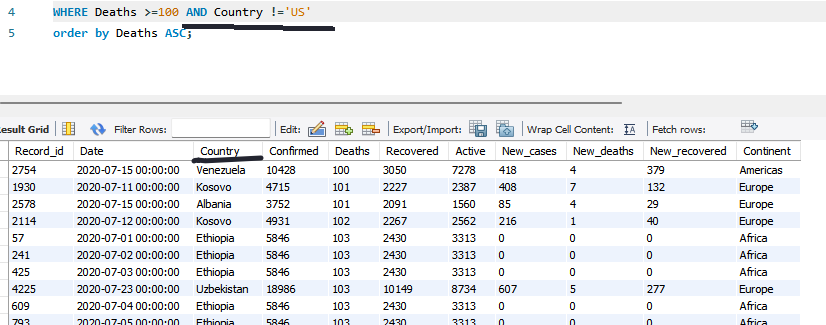 4 WHERE Deaths >=100 AND Country !='US'
5 order by Deaths ASC;
esult Grid Filter Rows: Edit: Export/Import: Wrap Cell Content: Fetch rows:
Record_id Date Country Confirmed Deaths Recovered Active New_cases New_deaths New_recovered Continent
2754 2020-07-15 00:00:00 Venezuela 10428 100 3050 7278 418 4 379 Americas
1930 2020-07-11 00:00:00 Kosovo 4715 101 2227 2387 408 7 132 Europe
2578 2020-07-15 00:00:00 Albania 3752 101 2091 1560 85 4 29 Europe
2114 2020-07-12 00:00:00 Kosovo 4931 102 2267 2562 216 1 40 Europe
57 2020-07-01 00:00:00 Ethiopia 5846 103 2430 3313 0 0 0 Africa
241 2020-07-02 00:00:00 Ethiopia 5846 103 2430 3313 0 0 0 Africa
425 2020-07-03 00:00:00 Ethiopia 5846 103 2430 3313 0 0 0 Africa
4225 2020-07-23 00:00:00 Uzbekistan 18986 103 10149 8734 607 5 277 Europe
609 2020-07-04 00:00:00 Ethiopia 5846 103 2430 3313 0 0 0 Africa
793 2020-07-05 00:00:00 Ethiopia 5846 103 2430 3313 0 0 0 Africa